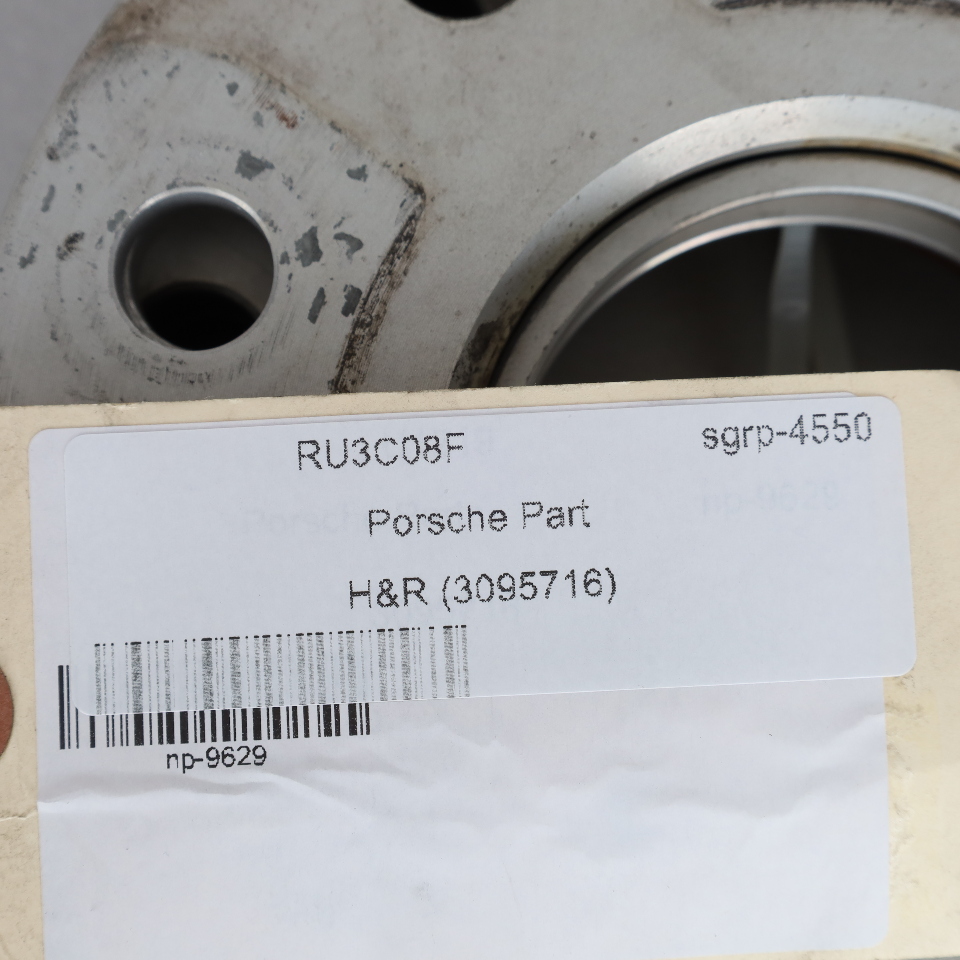 RU3C08F sgrp-4550
Porsche Part
H&R (3095716)
np-9629